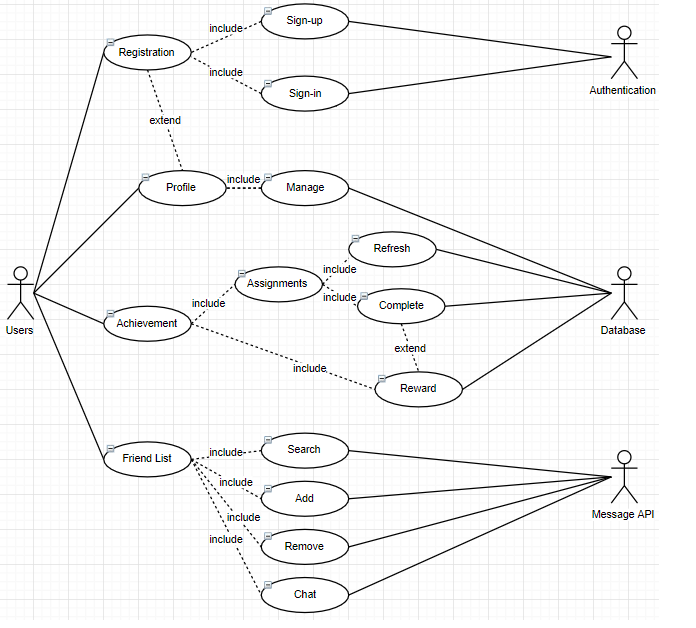 Sign-up
include
Registration
include
Sign-in
Authentication
extend
Profile
include
Manage
Refresh
include
Assignments
include
Complete
include
Achievement
Users
Database
extend
include
Reward
Search
include
Friend List
include
Add
Message API
include
include
Remove
Chat